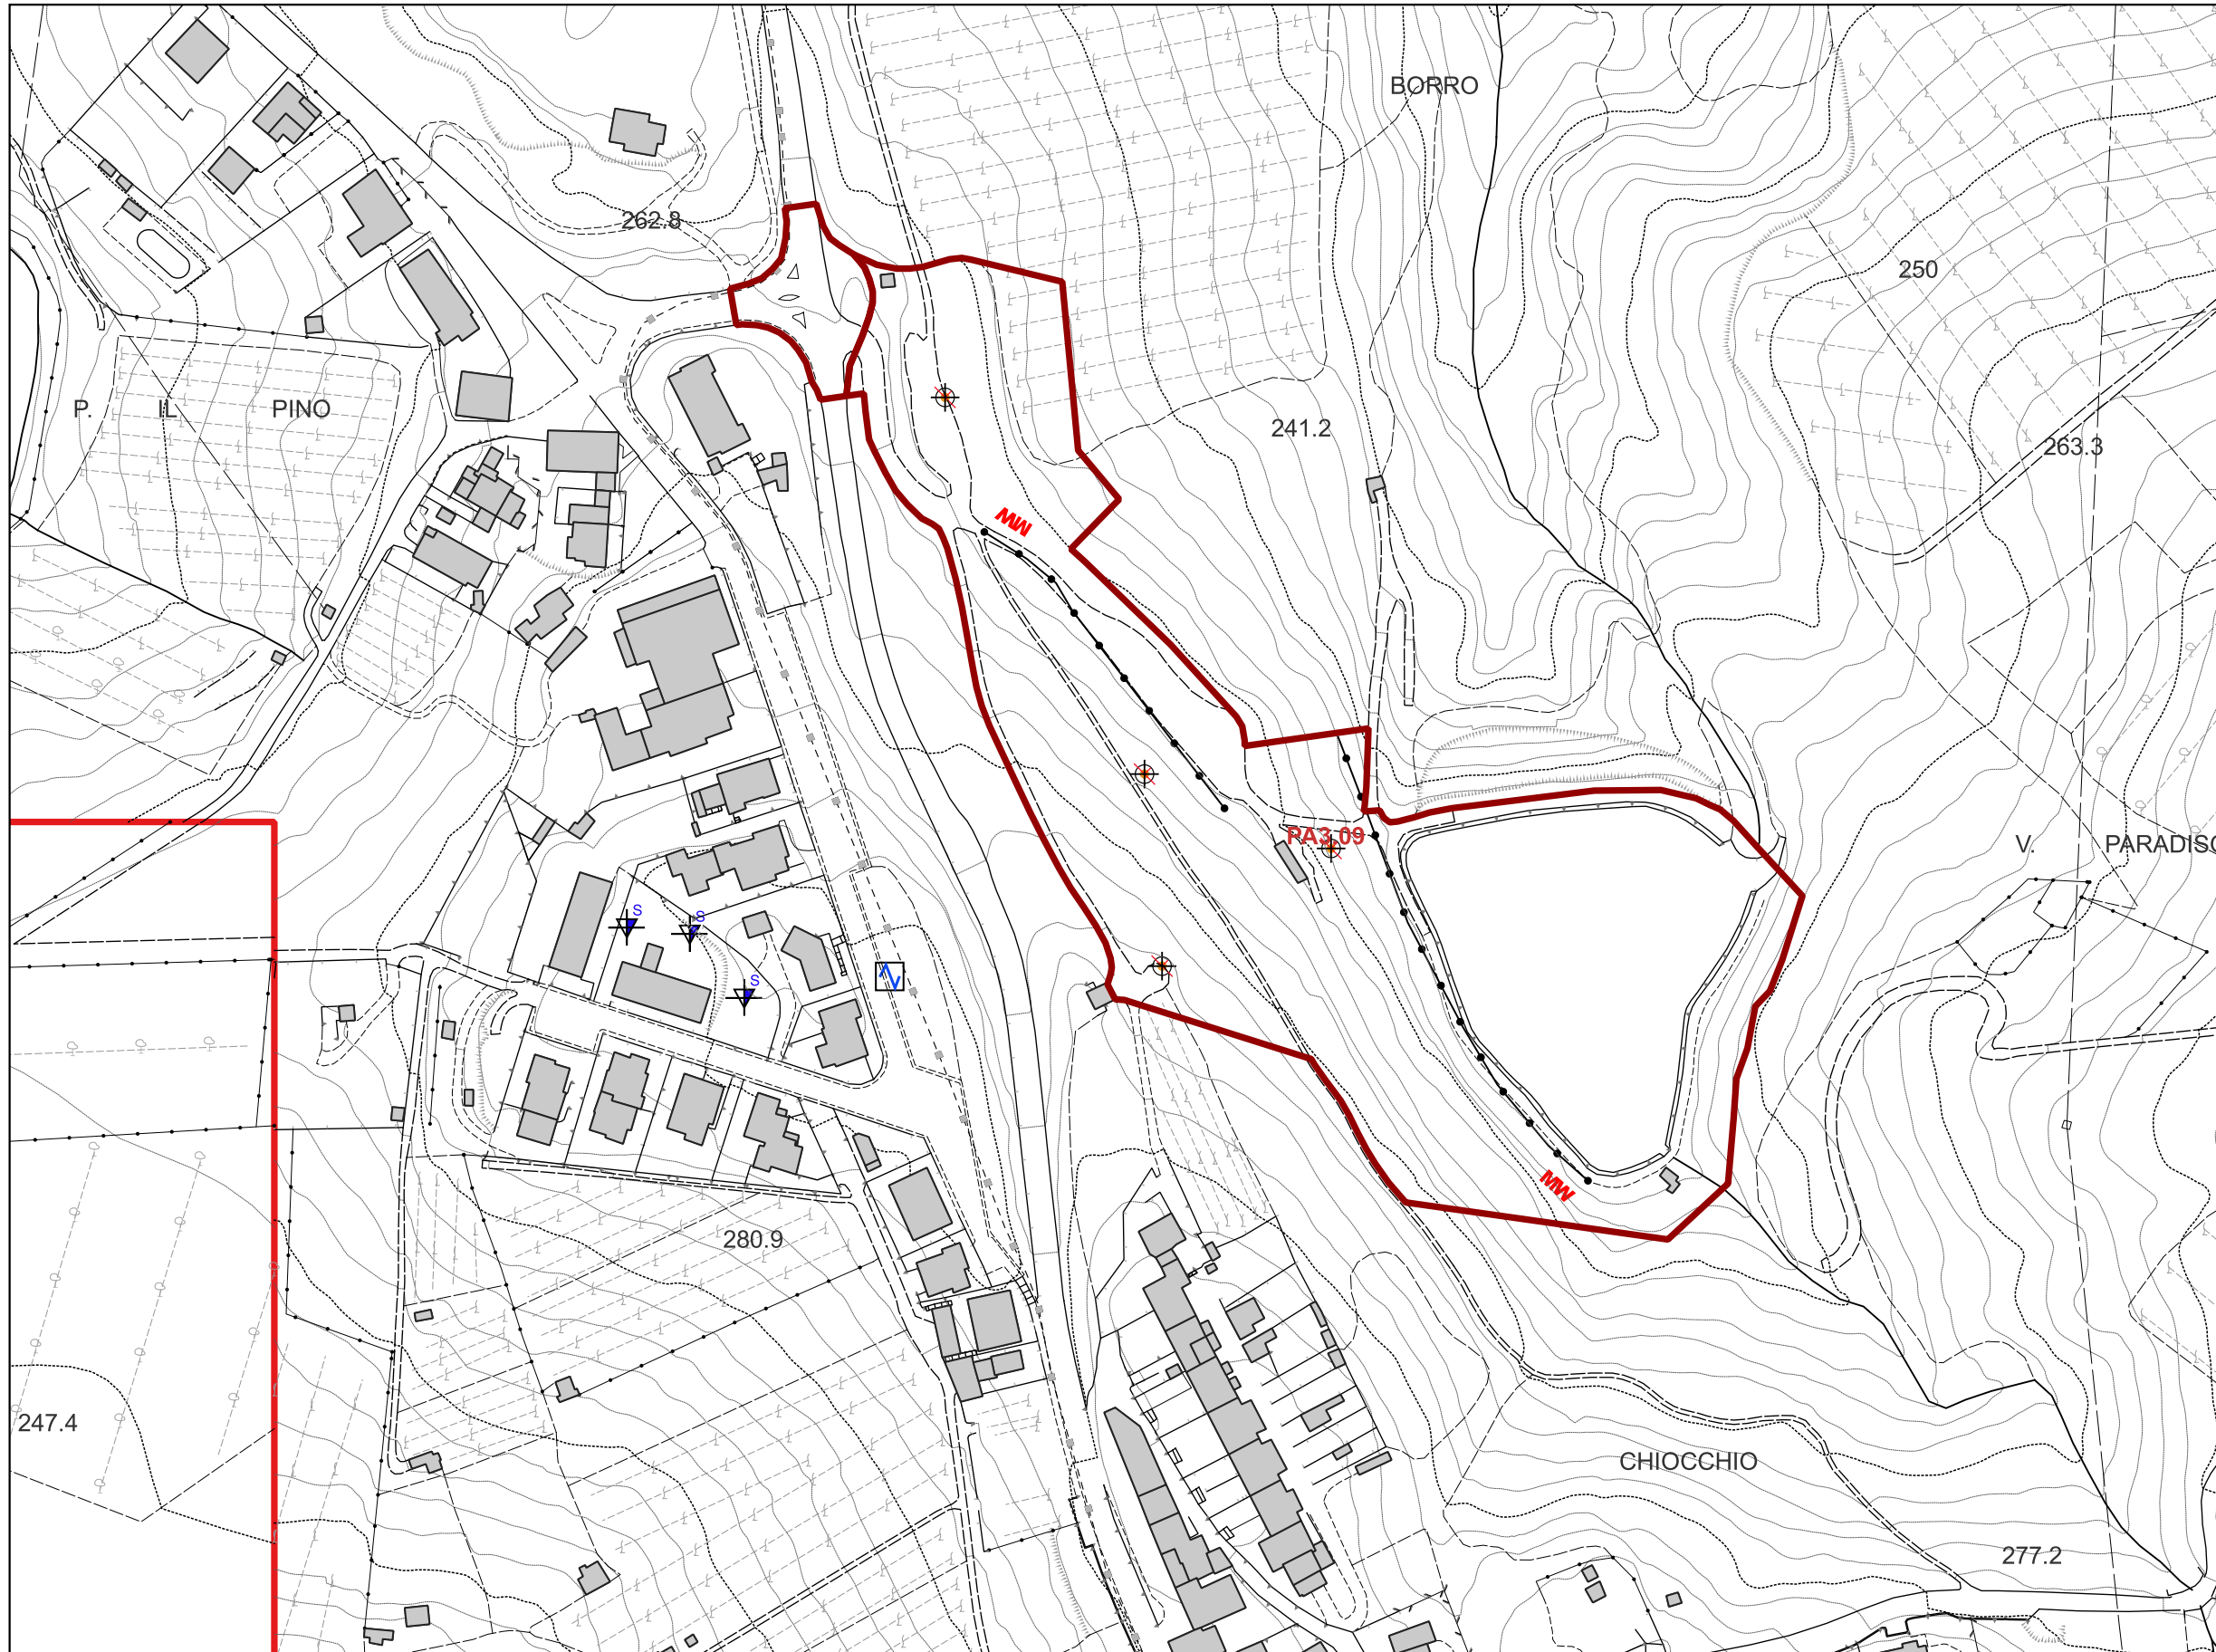 BORRO
262.8
250
P. IL PINO
241.2
263.3
MW
PA3.09
V. PARADISO
S
S
S
MW
280.9
247.4
CHIOCCHIO
277.2